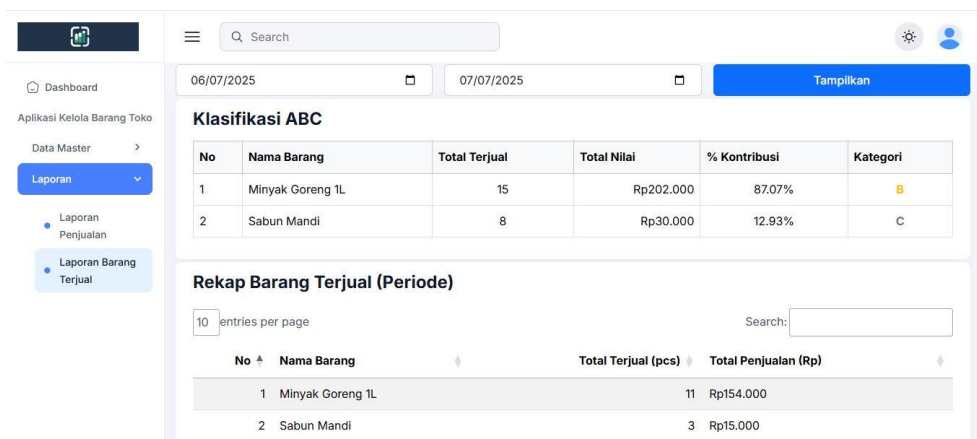 Search
Dashboard
Aplikasi Kelola Barang Toko
Data Master
Laporan
Laporan
Penjualan
Laporan Barang
Terjual
06/07/2025 07/07/2025 Tampilkan
Klasifikasi ABC
No Nama Barang Total Terjual Total Nilai % Kontribusi Kategori
1 Minyak Goreng 1L 15 Rp202.000 87.07% B
2 Sabun Mandi 8 Rp30.000 12.93% C
Rekap Barang Terjual (Periode)
10 entries per page Search:
No Nama Barang Total Terjual (pcs) Total Penjualan (Rp)
1 Minyak Goreng 1L 11 Rp154.000
2 Sabun Mandi 3 Rp15.000